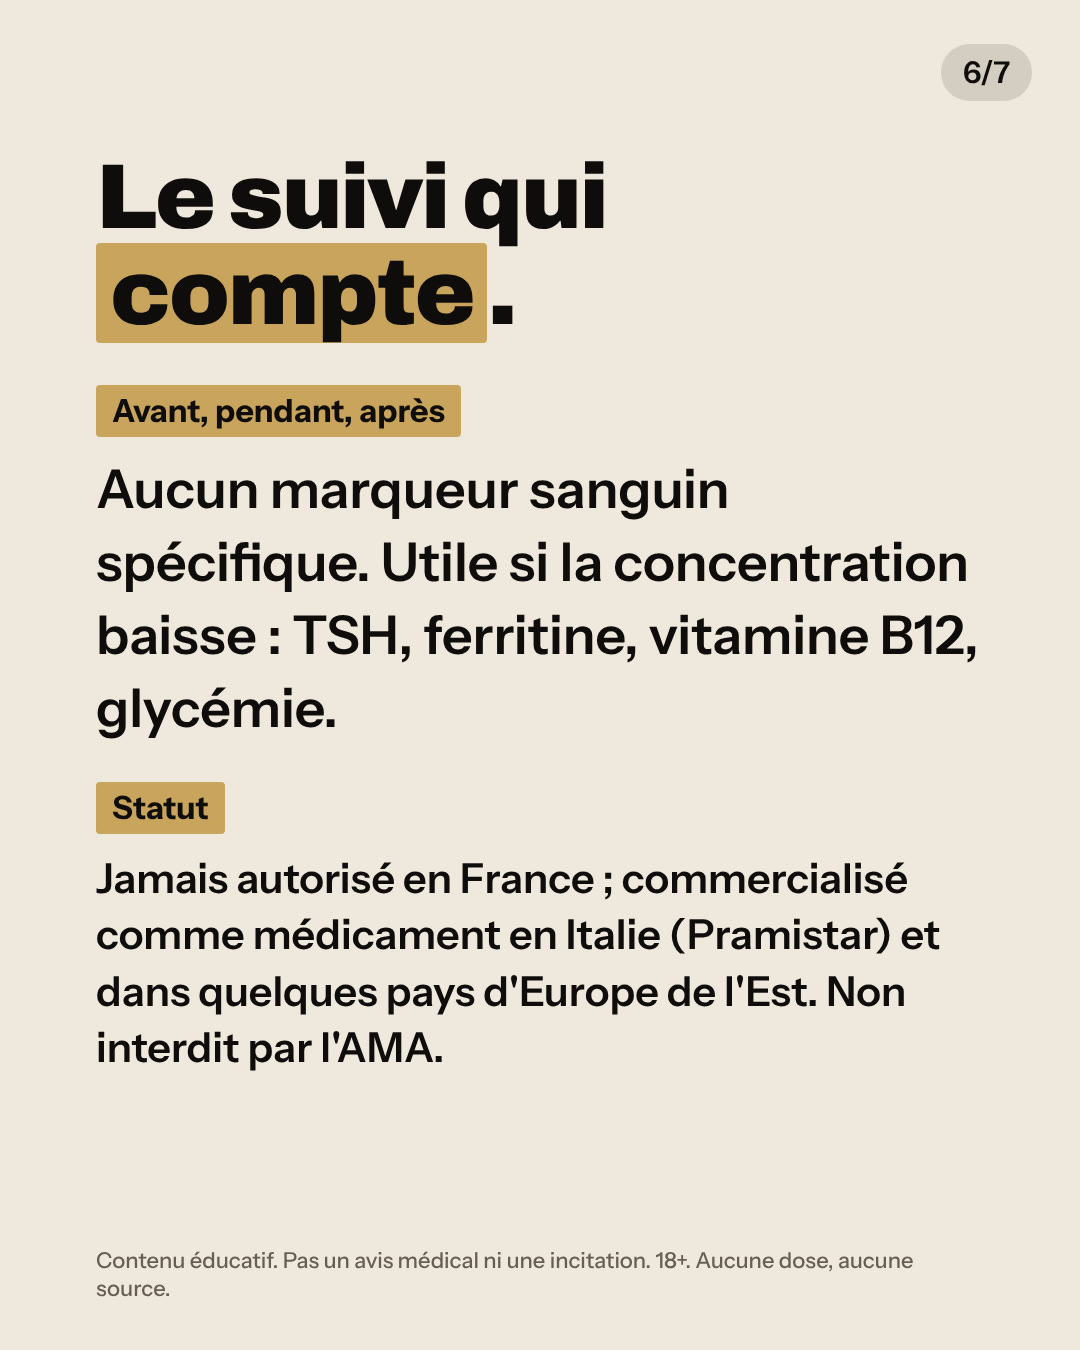 6/7
Le suivi qui
compte.
Avant, pendant, après
Aucun marqueur sanguin
spécifique. Utile si la concentration
baisse : TSH, ferritine, vitamine B12,
glycémie.
Statut
Jamais autorisé en France ; commercialisé
comme médicament en Italie (Pramistar) et
dans quelques pays d'Europe de l'Est. Non
interdit par l'AMA.
Contenu éducatif. Pas un avis médical ni une incitation. 18+. Aucune dose, aucune
source.